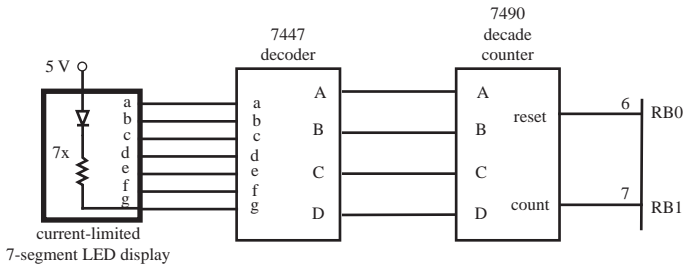 7490
7447
decade
decoder
counter
5 V
a
b
c
d
e
f
g
7x
a
b
c
d
e
f
g
A
B
C
D
A
B
C
D
reset
count
6
RB0
7
RB1
current-limited
7-segment LED display